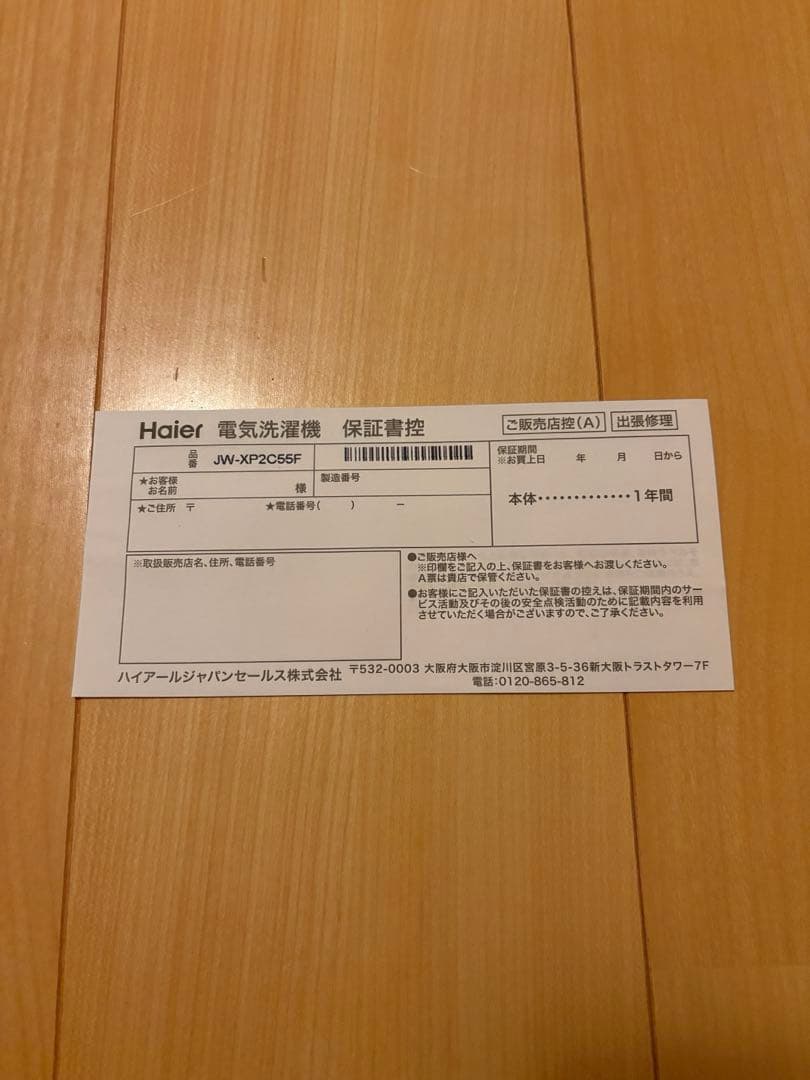 Haier 電気洗濯機 保証書控 ご販売店控(A) 出張修理
品番 JW-XP2C55F
保証期間
※お買上日 年 月 日から
★お客様
お名前 様
製造番号
本体・・・・・・・・・・・・・1年間
★ご住所 〒 ★電話番号( ) −
※取扱販売店名、住所、電話番号
●ご販売店様へ
※印欄をご記入の上、保証書をお客様へお渡しください。
A票は貴店で保管ください。
●お客様にご記入いただいた保証書の控えは、保証期間内のサー
ビス活動及びその後の安全点検活動のために記載内容を利用
させていただく場合がございますので、ご了承ください。
ハイアールジャパンセールス株式会社 〒532-0003 大阪府大阪市淀川区宮原3-5-36新大阪トラストタワー7F
電話:0120-865-812